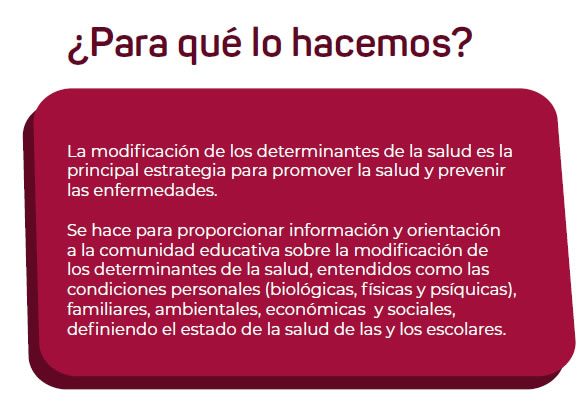 ¿Para qué lo hacemos?
La modificación de los determinantes de la salud es la
principal estrategia para promover la salud y prevenir
las enfermedades.
Se hace para proporcionar información y orientación
a la comunidad educativa sobre la modificación de
los determinantes de la salud, entendidos como las
condiciones personales (biológicas, físicas y psíquicas),
familiares, ambientales, económicas y sociales,
definiendo el estado de la salud de las y los escolares.